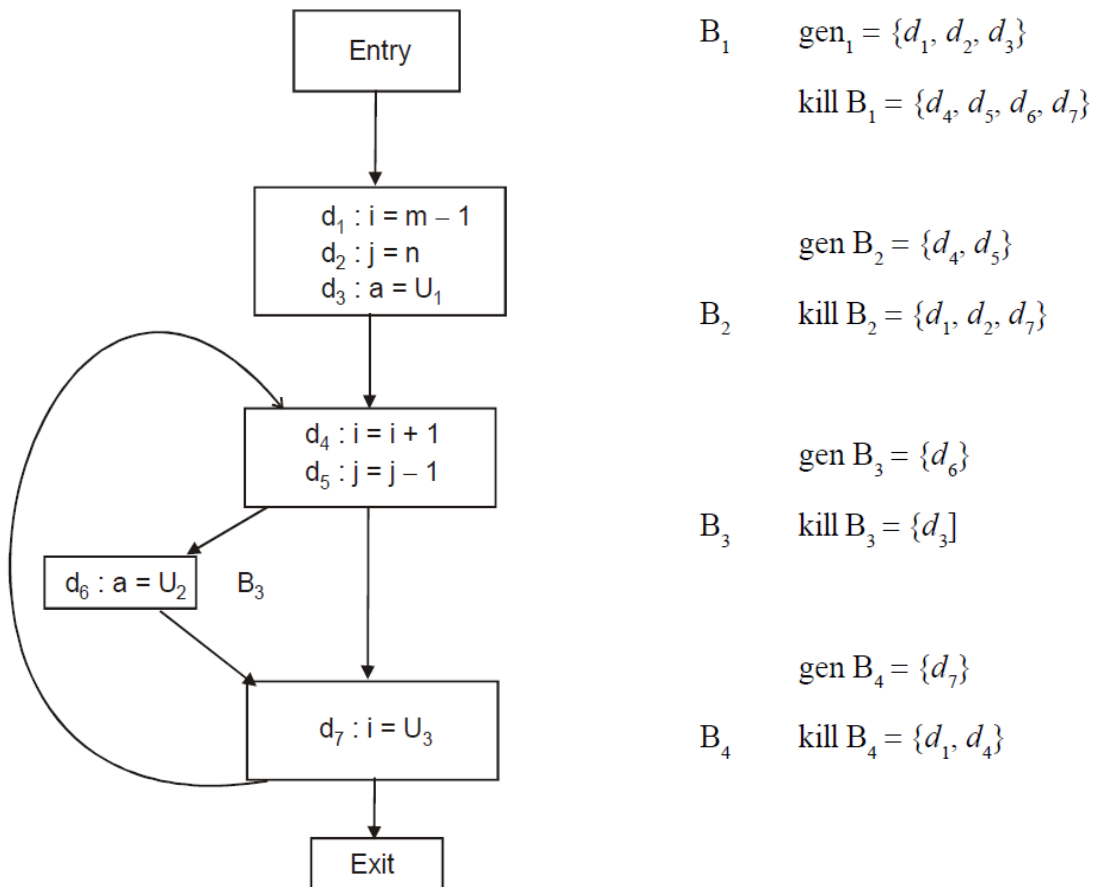 Entry
d₁ : i = m – 1
d₂ : j = n
d₃ : a = U₁
d₄ : i = i + 1
d₅ : j = j – 1
d₆ : a = U₂
B₃
d₇ : i = U₃
Exit
B₁ gen₁ = {d₁, d₂, d₃}
kill B₁ = {d₄, d₅, d₆, d₇}
gen B₂ = {d₄, d₅}
B₂ kill B₂ = {d₁, d₂, d₇}
gen B₃ = {d₆}
B₃ kill B₃ = {d₃]
gen B₄ = {d₇}
B₄ kill B₄ = {d₁, d₄}